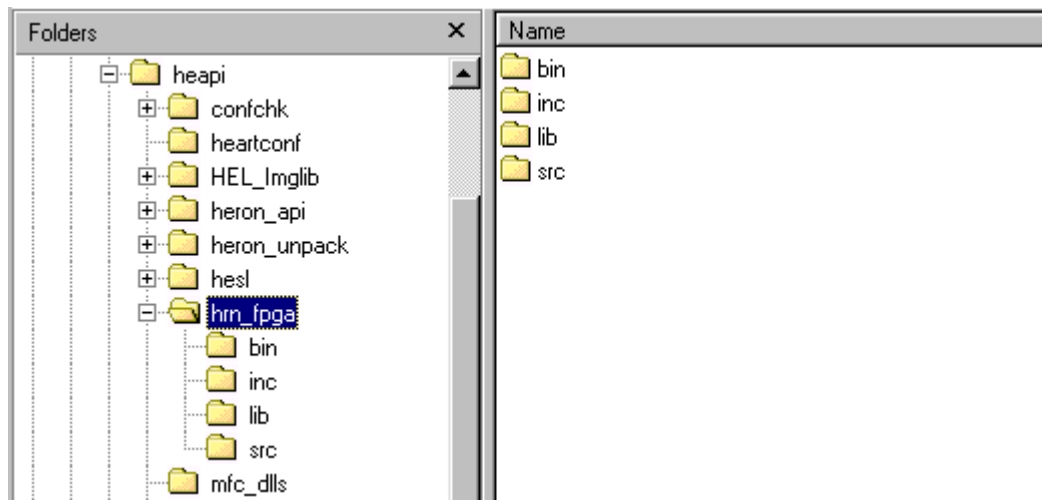 Folders
heapi
confchk
heartconf
HEL_Imglib
heron_api
heron_unpack
hesl
hrn_fpga
bin
inc
lib
src
mfc_dlls
Name
bin
inc
lib
src